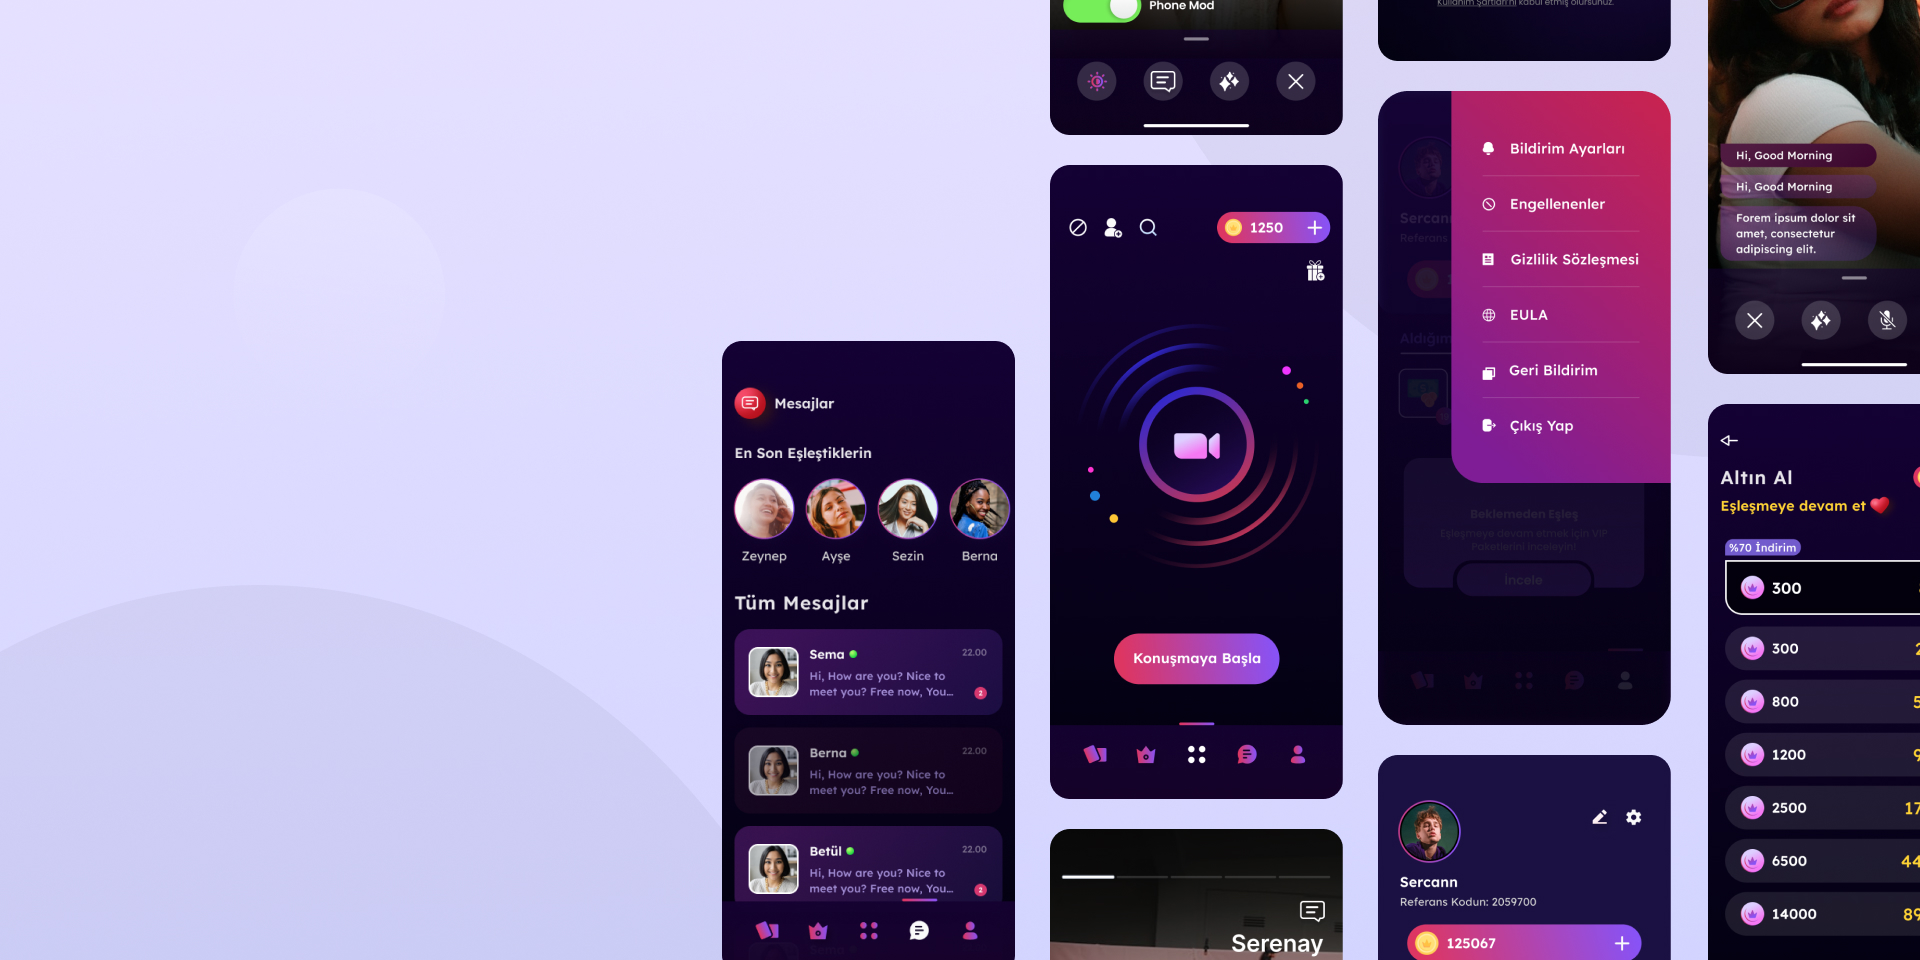 Mesajlar
En Son Eşleştiklerin
Zeynep Ayşe Sezin Berna
Tüm Mesajlar
Sema 22.00
Hi, How are you? Nice to
meet you? Free now, You...
2
Berna 22.00
Hi, How are you? Nice to
meet you? Free now, You...
Betül 22.00
Hi, How are you? Nice to
meet you? Free now, You...
2
Phone Mod
1250
Konuşmaya Başla
Serenay
Kullanım Şartları'nı kabul etmiş olursunuz.
Bildirim Ayarları
Engellenenler
Gizlilik Sözleşmesi
EULA
Geri Bildirim
Çıkış Yap
Sercann
Referans
Aldığım
Beklemeden Eşleş
Eşleşmeye devam etmek için VIP
Paketlerini inceleyin!
İncele
Sercann
Referans Kodun: 2059700
125067
Hi, Good Morning
Hi, Good Morning
Forem ipsum dolor sit
amet, consectetur
adipiscing elit.
Altın Al
Eşleşmeye devam et
%70 İndirim
300
300 2
800 5
1200 9
2500 17
6500 44
14000 89